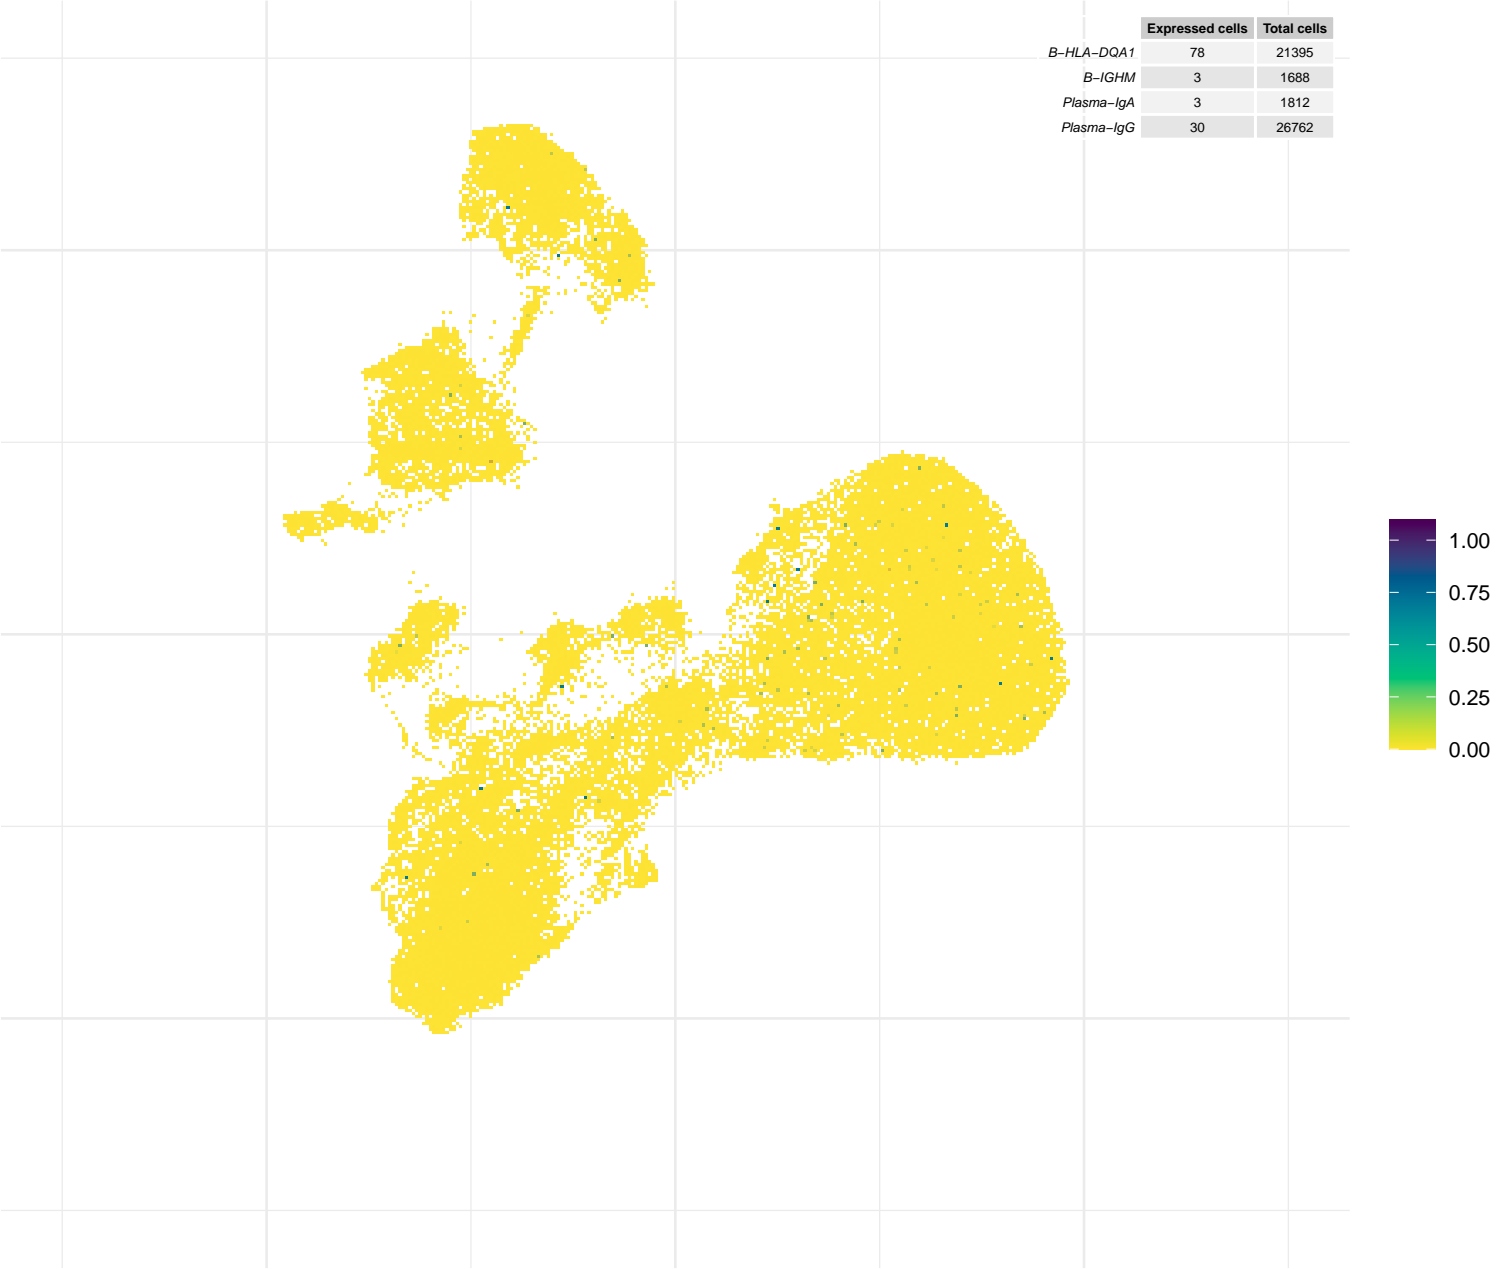 Expressed cells Total cells
B−HLA−DQA1 78 21395
B−IGHM 3 1688
Plasma−IgA 3 1812
Plasma−IgG 30 26762
1.00
0.75
0.50
0.25
0.00